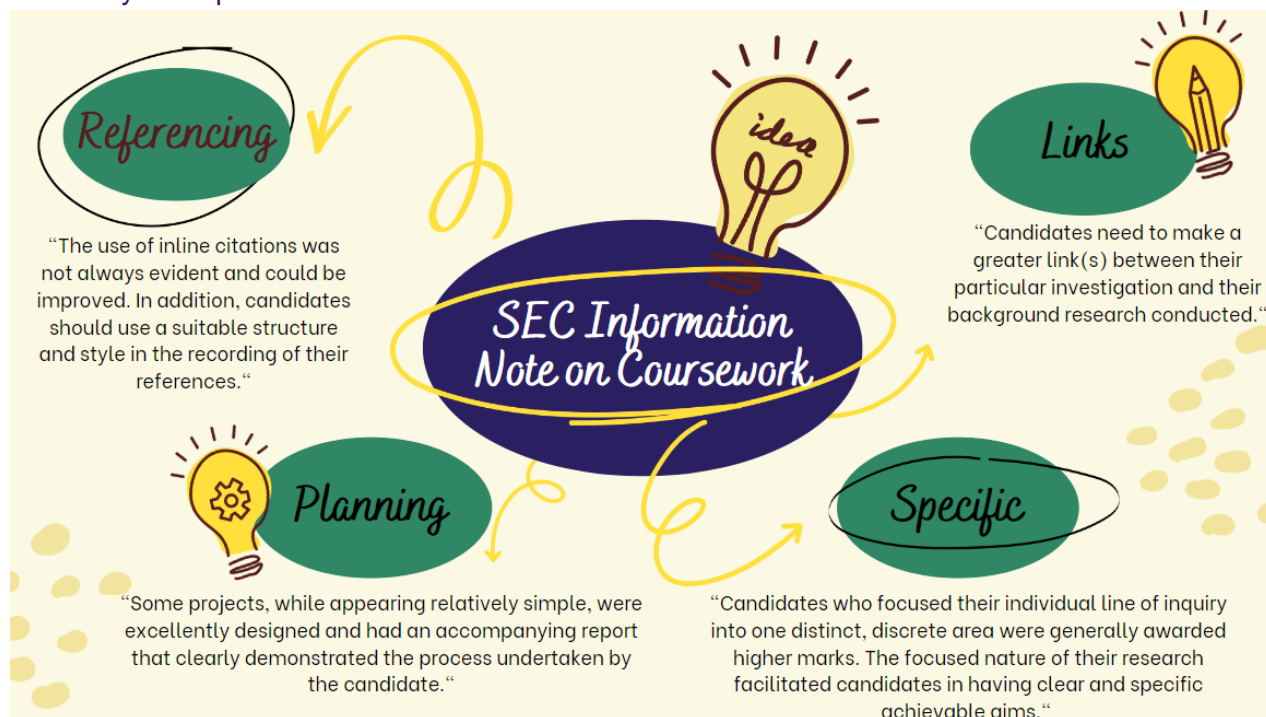 Referencing
“The use of inline citations was
not always evident and could be
improved. In addition, candidates
should use a suitable structure
and style in the recording of their
references.“
idea
SEC Information
Note on Coursework
Links
“Candidates need to make a
greater link(s) between their
particular investigation and their
background research conducted.“
Planning
“Some projects, while appearing relatively simple, were
excellently designed and had an accompanying report
that clearly demonstrated the process undertaken by
the candidate.“
Specific
“Candidates who focused their individual line of inquiry
into one distinct, discrete area were generally awarded
higher marks. The focused nature of their research
facilitated candidates in having clear and specific
achievable aims.“